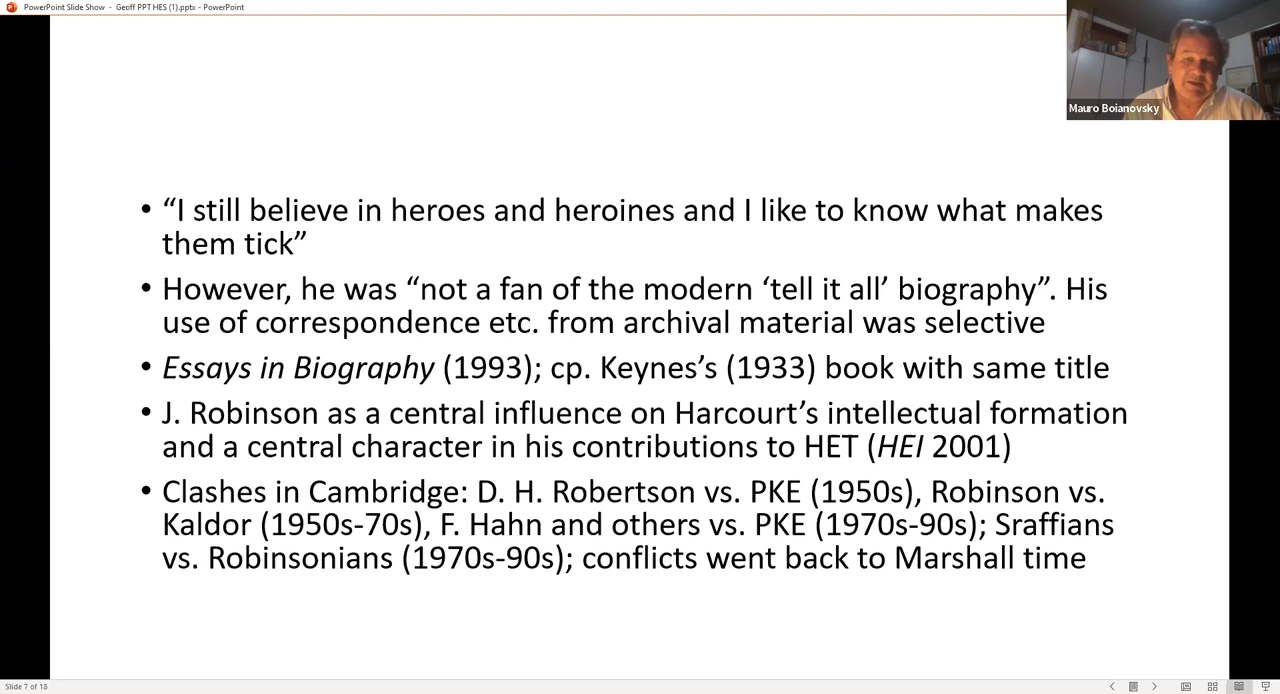 PowerPoint Slide Show - Geoff PPT HES (1).pptx - PowerPoint
Mauro Boianovsky
• “I still believe in heroes and heroines and I like to know what makes
them tick”
• However, he was “not a fan of the modern ‘tell it all’ biography”. His
use of correspondence etc. from archival material was selective
• Essays in Biography (1993); cp. Keynes’s (1933) book with same title
• J. Robinson as a central influence on Harcourt’s intellectual formation
and a central character in his contributions to HET (HEI 2001)
• Clashes in Cambridge: D. H. Robertson vs. PKE (1950s), Robinson vs.
Kaldor (1950s-70s), F. Hahn and others vs. PKE (1970s-90s); Sraffians
vs. Robinsonians (1970s-90s); conflicts went back to Marshall time
Slide 7 of 18